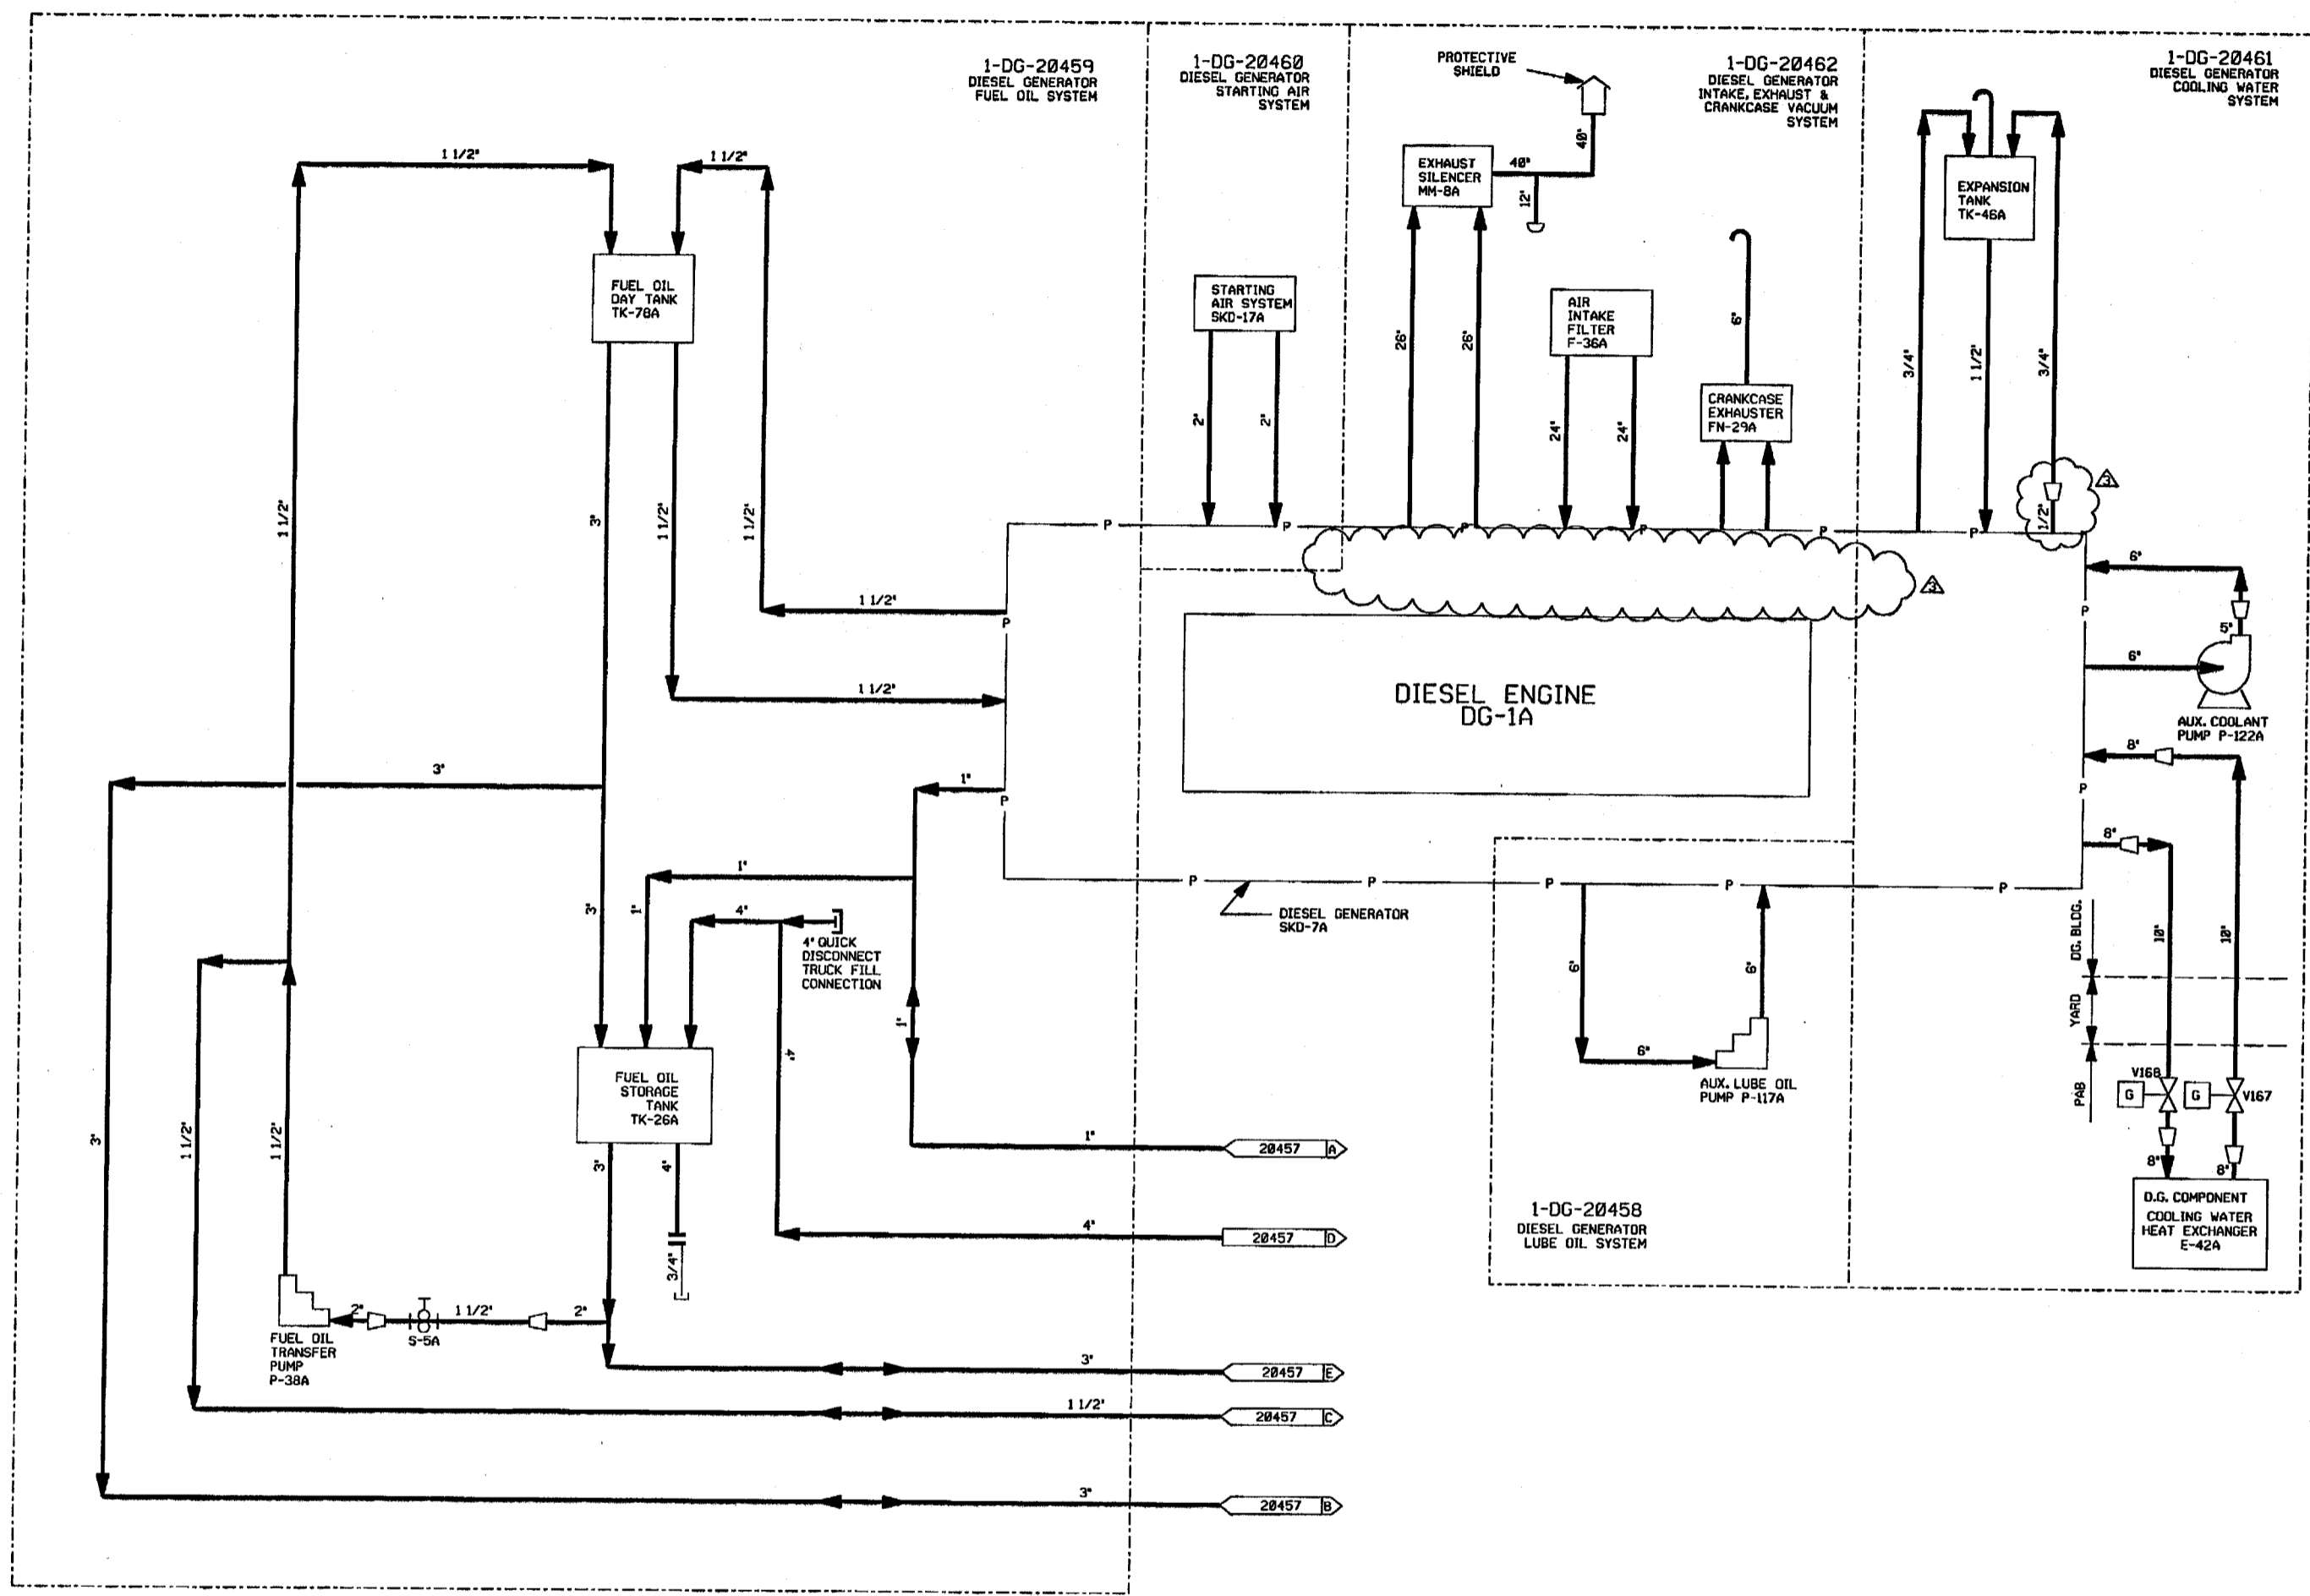 1-DG-20459
DIESEL GENERATOR
FUEL OIL SYSTEM
1-DG-20460
DIESEL GENERATOR
STARTING AIR
SYSTEM
PROTECTIVE
SHIELD
1-DG-20462
DIESEL GENERATOR
INTAKE, EXHAUST &
CRANKCASE VACUUM
SYSTEM
1-DG-20461
DIESEL GENERATOR
COOLING WATER
SYSTEM
1 1/2"
1 1/2"
EXHAUST
SILENCER
MM-8A
40"
40"
12"
EXPANSION
TANK
TK-46A
FUEL OIL
DAY TANK
TK-78A
STARTING
AIR SYSTEM
SKD-17A
AIR
INTAKE
FILTER
F-36A
6"
CRANKCASE
EXHAUSTER
FN-29A
26"
26"
24"
24"
2"
2"
3/4"
1 1/2"
3/4"
1/2"
3
3
1 1/2"
3"
1 1/2"
1 1/2"
P
P
P
P
P
P
1 1/2"
P
1 1/2"
DIESEL ENGINE
DG-1A
6"
P
5"
6"
AUX. COOLANT
PUMP P-122A
8"
P
8"
3"
1"
P
1"
3"
1"
4"
4" QUICK
DISCONNECT
TRUCK FILL
CONNECTION
4"
1"
P
P
P
P
P
DIESEL GENERATOR
SKD-7A
6"
6"
6"
AUX. LUBE OIL
PUMP P-117A
DG. BLDG.
YARD
PAB
10"
10"
V168
G
G
V167
8"
8"
D.G. COMPONENT
COOLING WATER
HEAT EXCHANGER
E-42A
FUEL OIL
STORAGE
TANK
TK-26A
3"
1 1/2"
1 1/2"
3"
4"
3/4"
1"
20457 A
4"
20457 D
1-DG-20458
DIESEL GENERATOR
LUBE OIL SYSTEM
2"
S-5A
1 1/2"
2"
FUEL OIL
TRANSFER
PUMP
P-38A
3"
20457 E
1 1/2"
20457 C
3"
20457 B